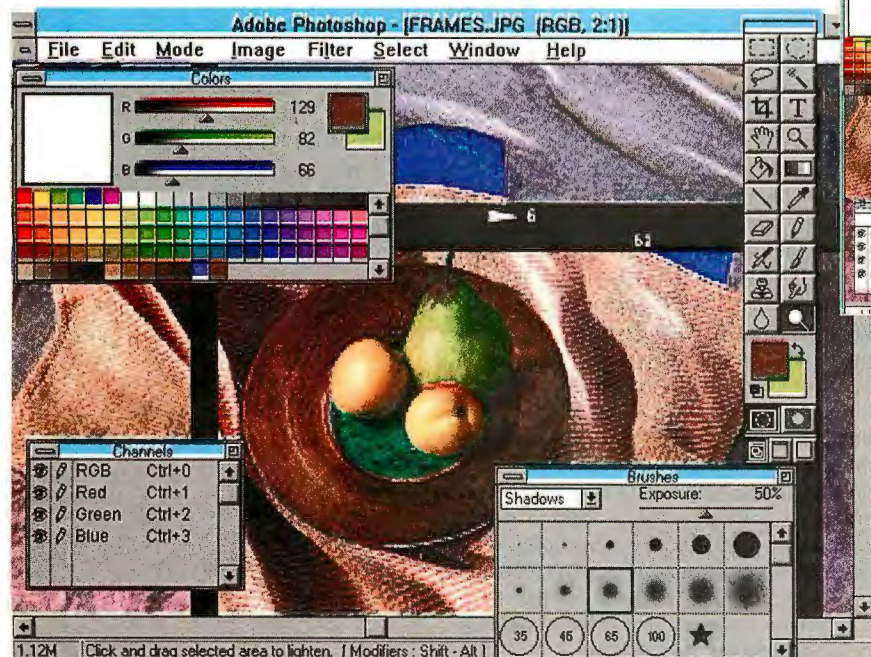 Adobe Photoshop - [FRAMES.JPG (RGB, 2:1)]
File Edit Mode Image Filter Select Window Help
Colors
R 129
G 82
B 66
6
T
Channels
RGB Ctrl+0
Red Ctrl+1
Green Ctrl+2
Blue Ctrl+3
Brushes
Shadows Exposure: 50%
35 45 65 100
1.12M Click and drag selected area to lighten. [Modifiers : Shift - Alt]